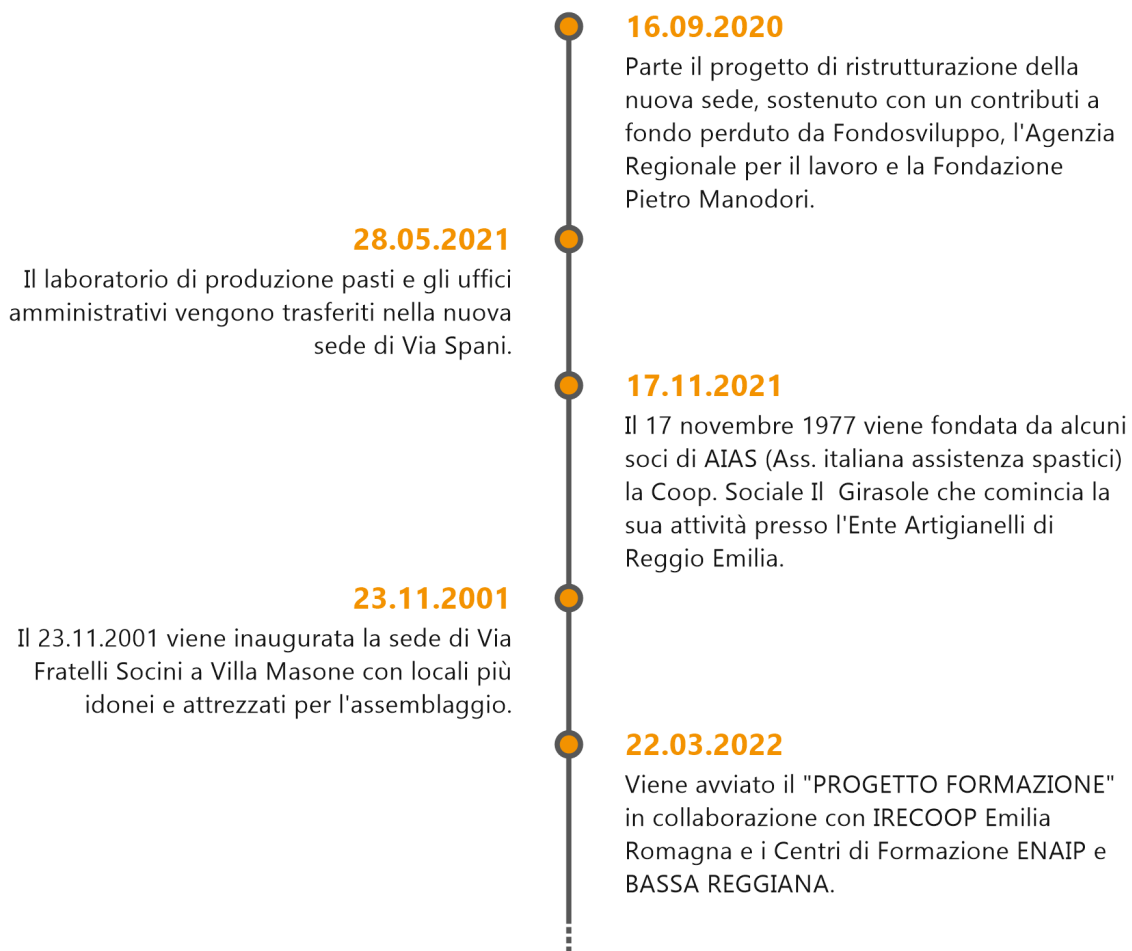 16.09.2020
Parte il progetto di ristrutturazione della
nuova sede, sostenuto con un contributi a
fondo perduto da Fondosviluppo, l'Agenzia
Regionale per il lavoro e la Fondazione
Pietro Manodori.
28.05.2021
Il laboratorio di produzione pasti e gli uffici
amministrativi vengono trasferiti nella nuova
sede di Via Spani.
17.11.2021
Il 17 novembre 1977 viene fondata da alcuni
soci di AIAS (Ass. italiana assistenza spastici)
la Coop. Sociale Il  Girasole che comincia la
sua attività presso l'Ente Artigianelli di
Reggio Emilia.
23.11.2001
Il 23.11.2001 viene inaugurata la sede di Via
Fratelli Socini a Villa Masone con locali più
idonei e attrezzati per l'assemblaggio.
22.03.2022
Viene avviato il "PROGETTO FORMAZIONE"
in collaborazione con IRECOOP Emilia
Romagna e i Centri di Formazione ENAIP e
BASSA REGGIANA.